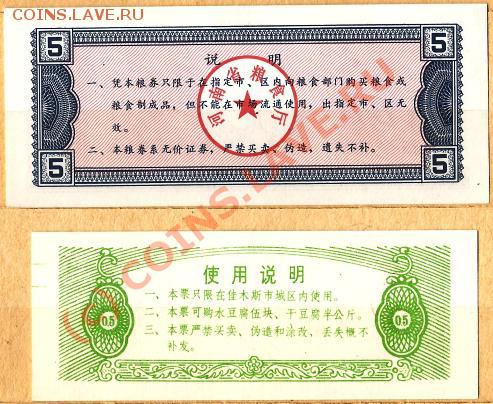 COINS.LAVE.RU
5 5
说 明
一、凭本粮券只限于在指定市、区内向粮食部门购买粮食或
粮食制成品，但不能在市场流通使用，出指定市、区无
效。
二、本粮券系无价证券，严禁买卖、伪造，遗失不补。
河南省粮食厅
5 5
(c) COINS.LAVE.RU
使用说明
一、本票只限在佳木斯市城区内使用。
二、本票可购水豆腐伍块、干豆腐半公斤。
三、本票严禁买卖、伪造和涂改、丢失概不
补发。
0.5 0.5